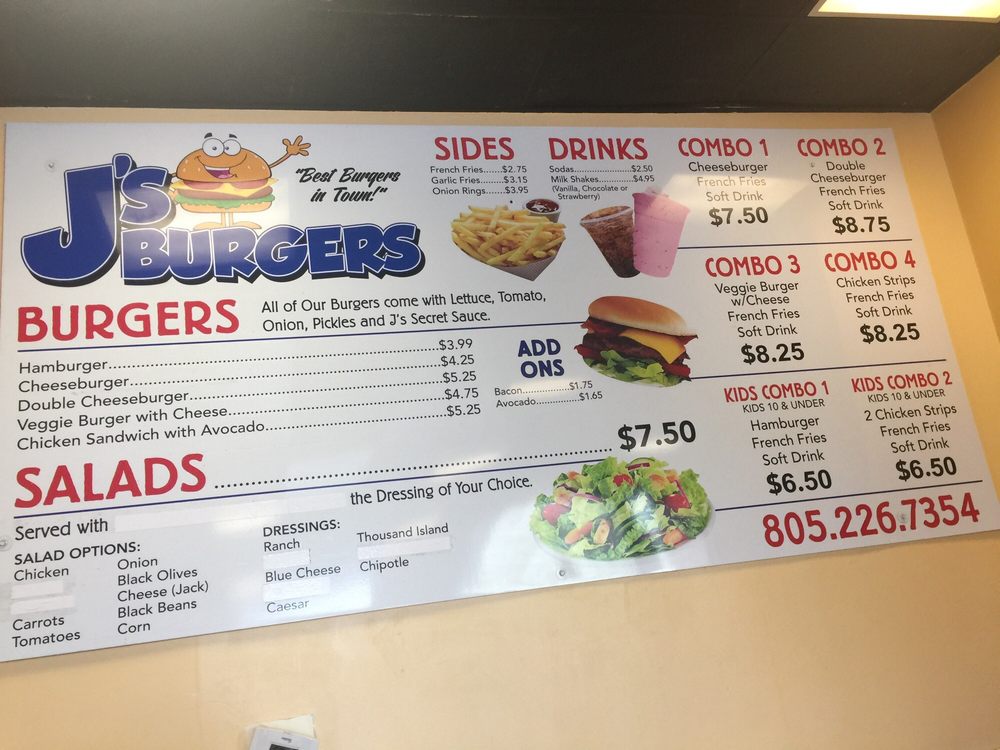 J's
BURGERS
"Best Burgers
in Town!"
SIDES
French Fries.......$2.75
Garlic Fries........$3.15
Onion Rings......$3.95
DRINKS
Sodas....................$2.50
Milk Shakes..........$4.95
(Vanilla, Chocolate or
Strawberry)
COMBO 1
Cheeseburger
French Fries
Soft Drink
$7.50
COMBO 2
Double
Cheeseburger
French Fries
Soft Drink
$8.75
COMBO 3
Veggie Burger
w/Cheese
French Fries
Soft Drink
$8.25
COMBO 4
Chicken Strips
French Fries
Soft Drink
$8.25
BURGERS
All of Our Burgers come with Lettuce, Tomato,
Onion, Pickles and J's Secret Sauce.
Hamburger..........$3.99
Cheeseburger..........$4.25
Double Cheeseburger..........$5.25
Veggie Burger with Cheese..........$4.75
Chicken Sandwich with Avocado..........$5.25
ADD
ONS
Bacon..............$1.75
Avocado..............$1.65
KIDS COMBO 1
KIDS 10 & UNDER
Hamburger
French Fries
Soft Drink
$6.50
KIDS COMBO 2
KIDS 10 & UNDER
2 Chicken Strips
French Fries
Soft Drink
$6.50
SALADS..........$7.50
Served with the Dressing of Your Choice.
SALAD OPTIONS:
Chicken
Carrots
Tomatoes
Onion
Black Olives
Cheese (Jack)
Black Beans
Corn
DRESSINGS:
Ranch
Blue Cheese
Caesar
Thousand Island
Chipotle
805.226.7354